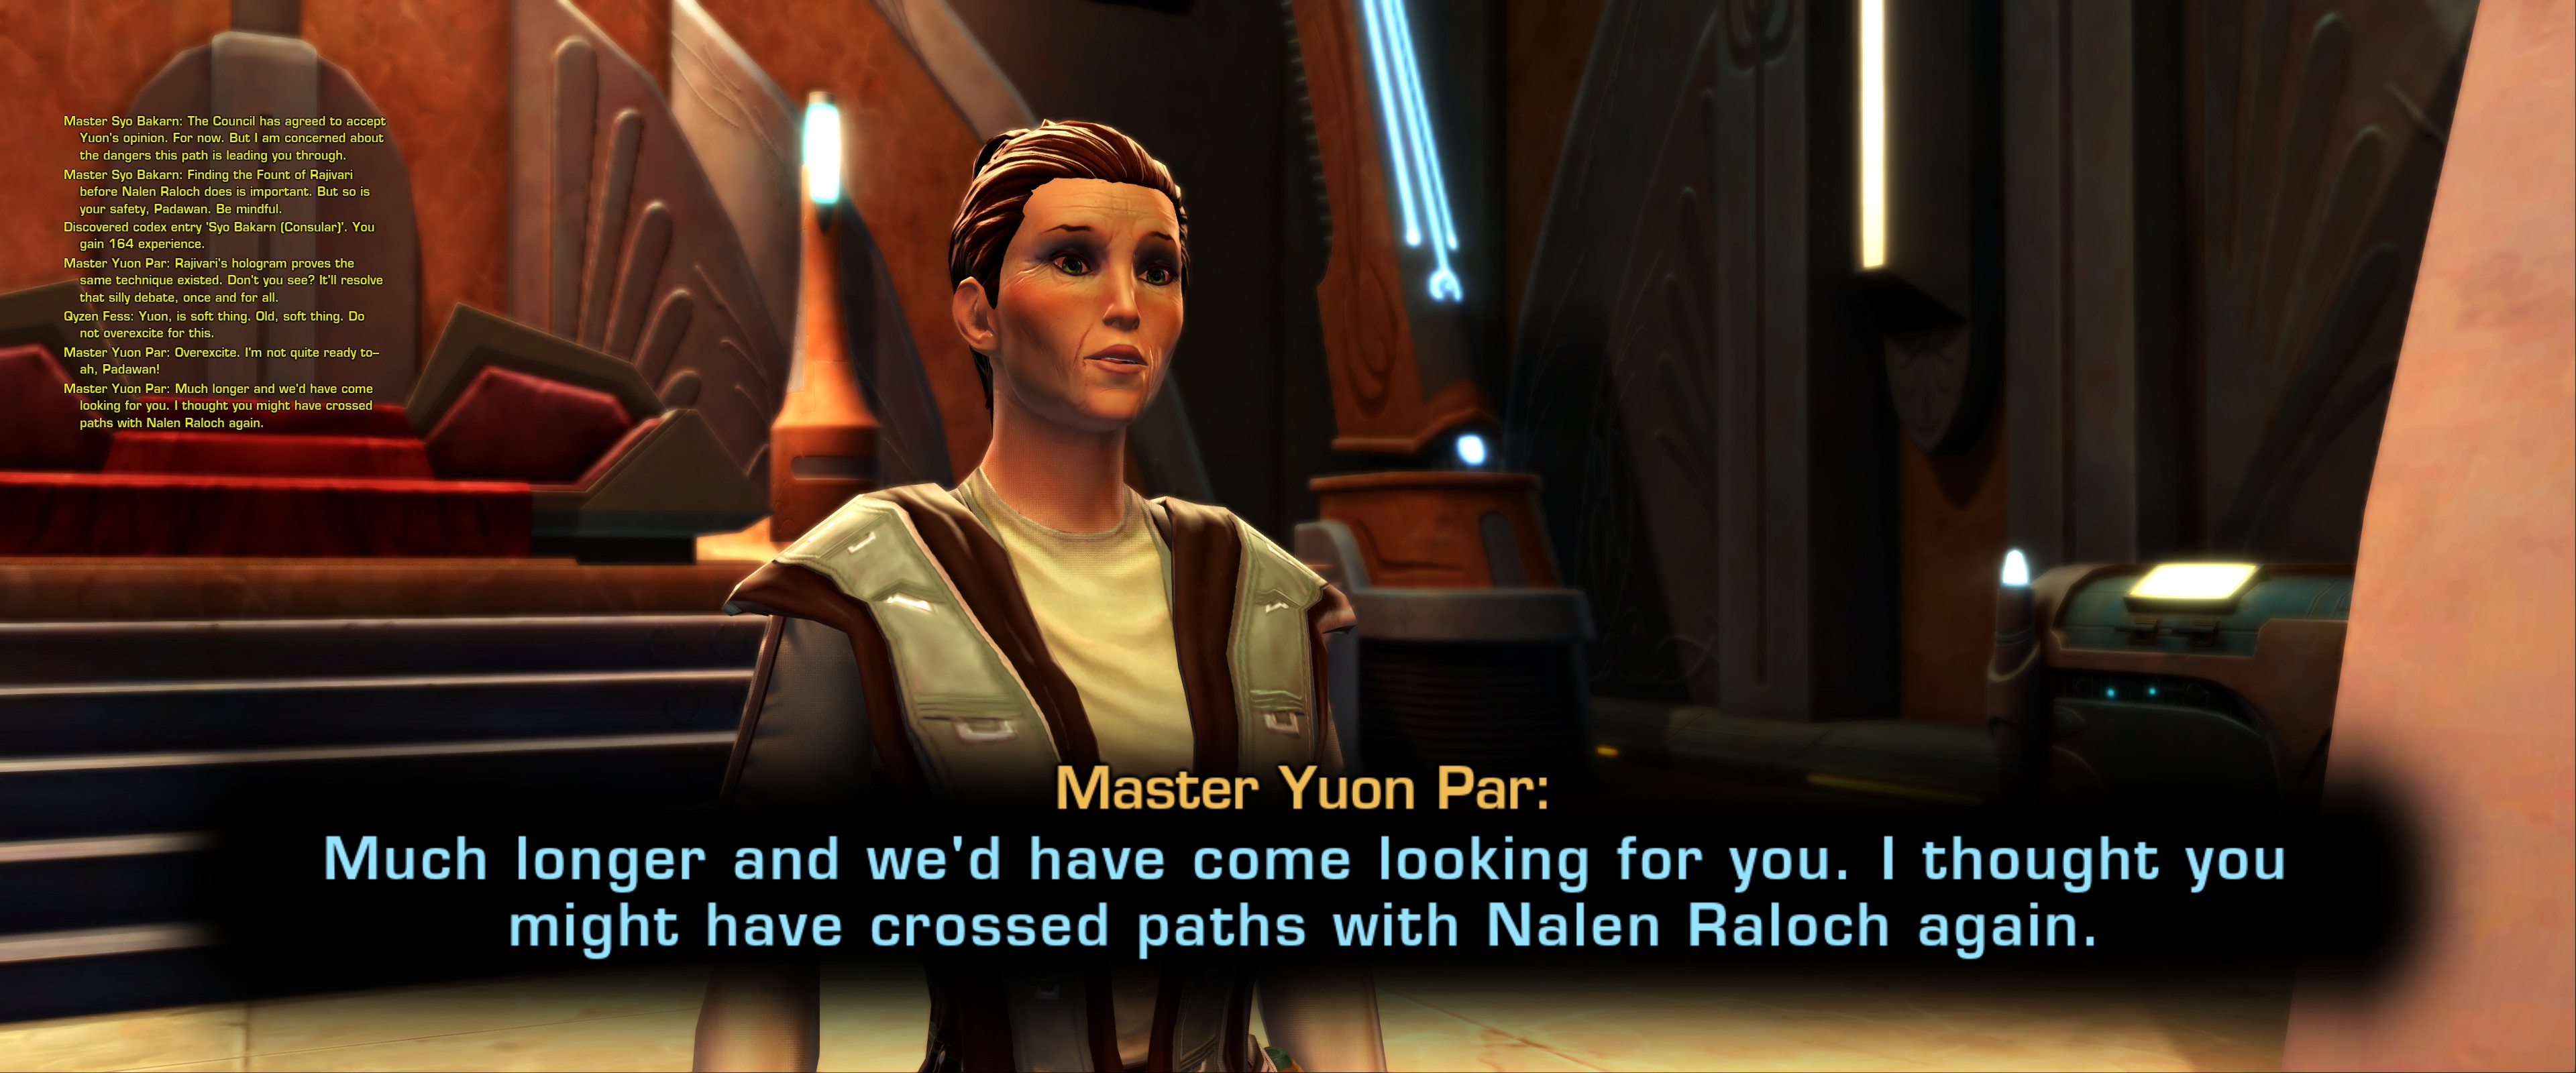 Master Syo Bakarn: The Council has agreed to accept
Yuon's opinion. For now. But I am concerned about
the dangers this path is leading you through.
Master Syo Bakarn: Finding the Fount of Rajivari
before Nalen Raloch does is important. But so is
your safety, Padawan. Be mindful.
Discovered codex entry 'Syo Bakarn (Consular)'. You
gain 164 experience.
Master Yuon Par: Rajivari's hologram proves the
same technique existed. Don't you see? It'll resolve
that silly debate, once and for all.
Qyzen Fess: Yuon, is soft thing. Old, soft thing. Do
not overexcite for this.
Master Yuon Par: Overexcite. I'm not quite ready to–
ah, Padawan!
Master Yuon Par: Much longer and we'd have come
looking for you. I thought you might have crossed
paths with Nalen Raloch again.
Master Yuon Par:
Much longer and we'd have come looking for you. I thought you
might have crossed paths with Nalen Raloch again.